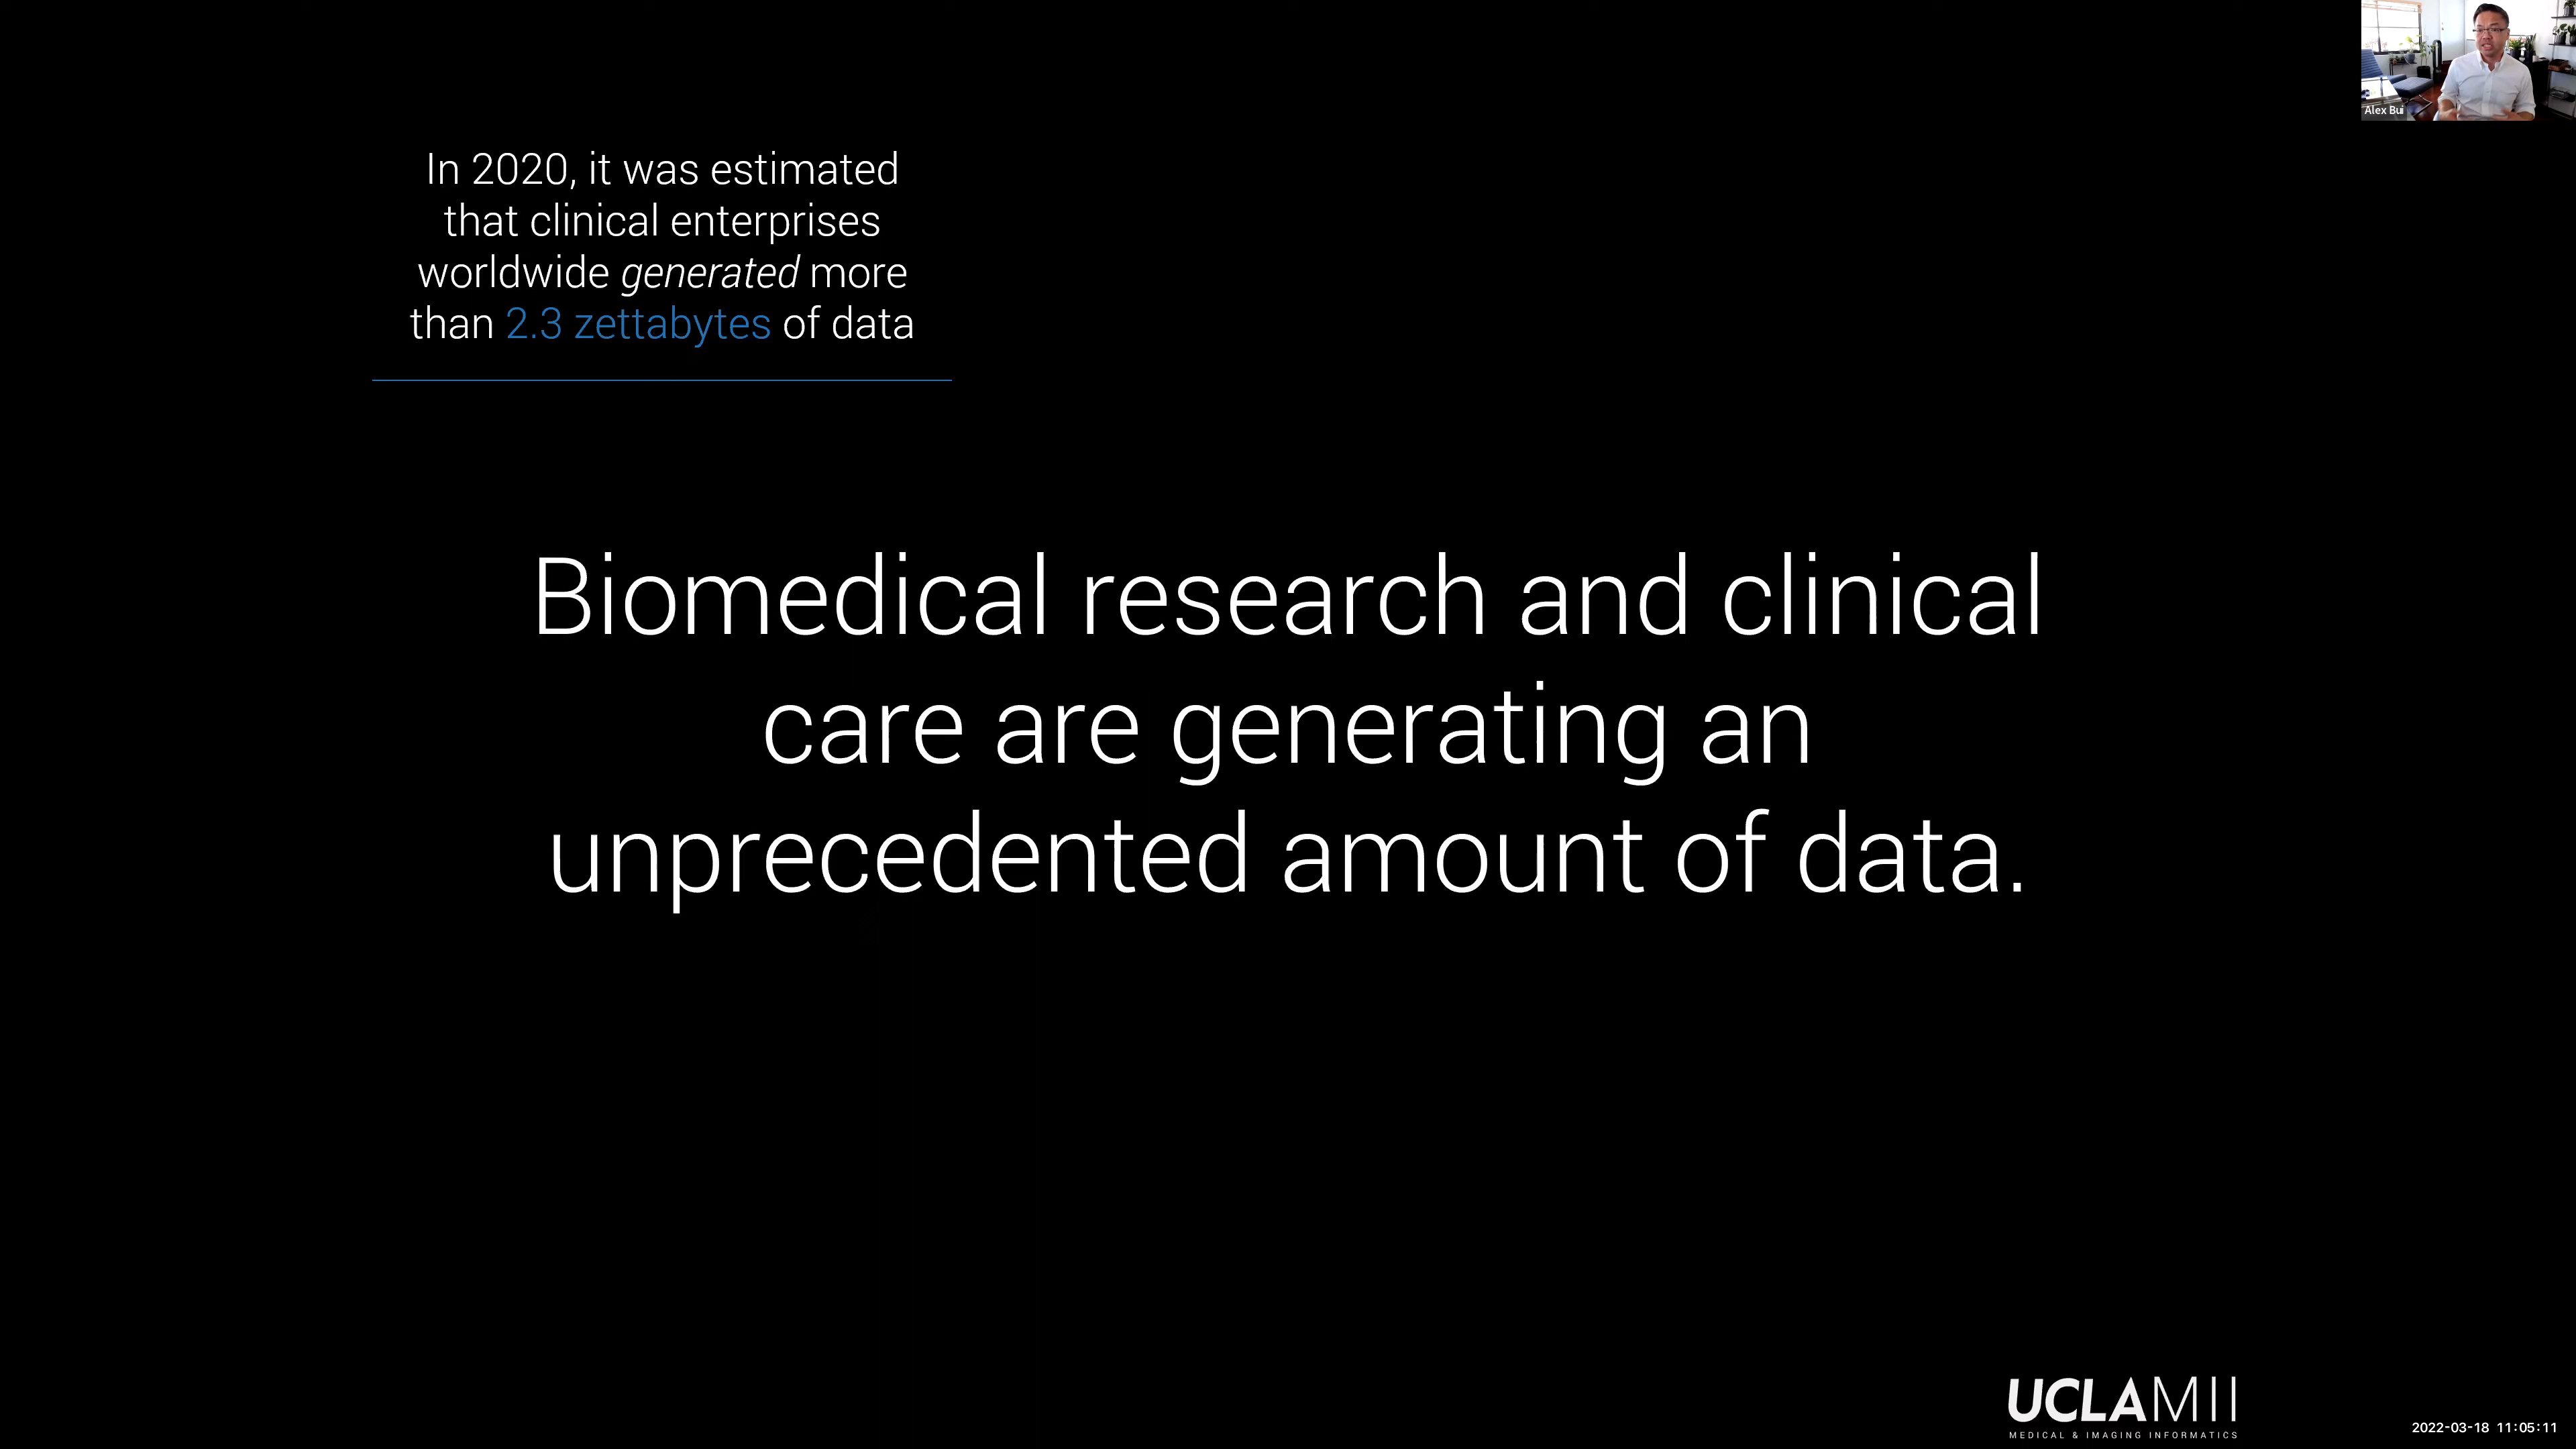 Alex Bui
In 2020, it was estimated
that clinical enterprises
worldwide generated more
than 2.3 zettabytes of data
Biomedical research and clinical
care are generating an
unprecedented amount of data.
UCLAMII
MEDICAL & IMAGING INFORMATICS
2022-03-18 11:05:11